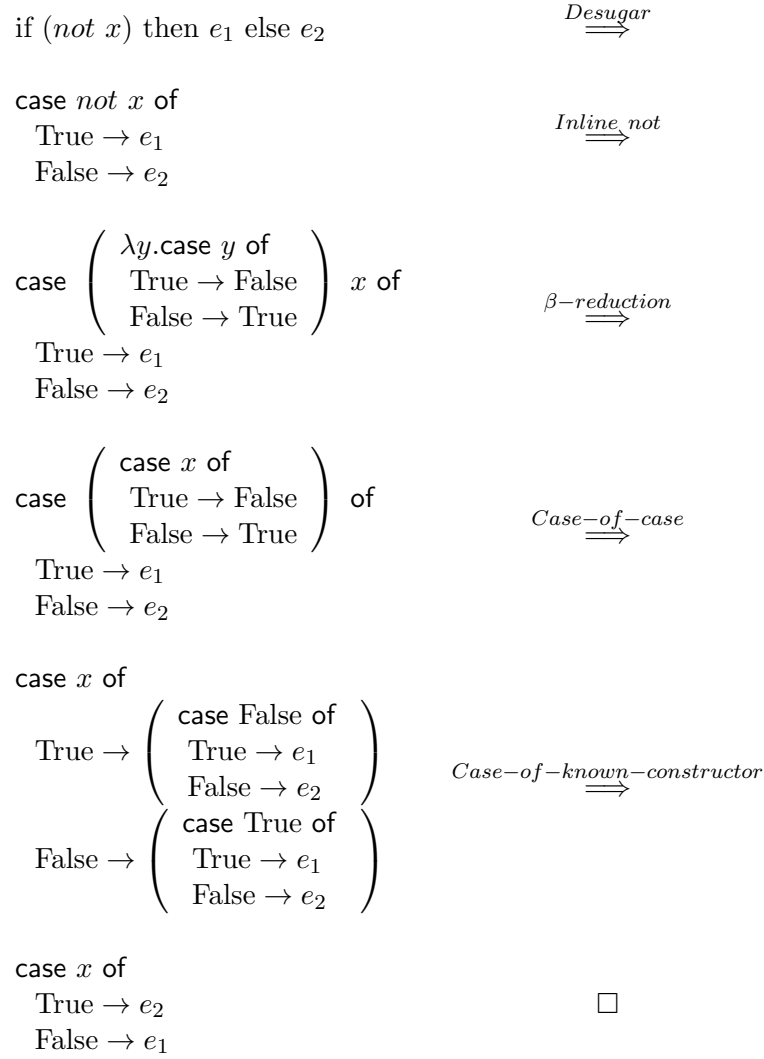 if (not x) then e₁ else e₂ Desugar ⟹
case not x of
True → e₁ Inline not ⟹
False → e₂
λy.case y of
case ( True → False ) x of
False → True β−reduction ⟹
True → e₁
False → e₂
case x of
case ( True → False ) of
False → True Case−of−case ⟹
True → e₁
False → e₂
case x of
case False of
True → ( True → e₁ )
False → e₂ Case−of−known−constructor ⟹
case True of
False → ( True → e₁ )
False → e₂
case x of
True → e₂ □
False → e₁